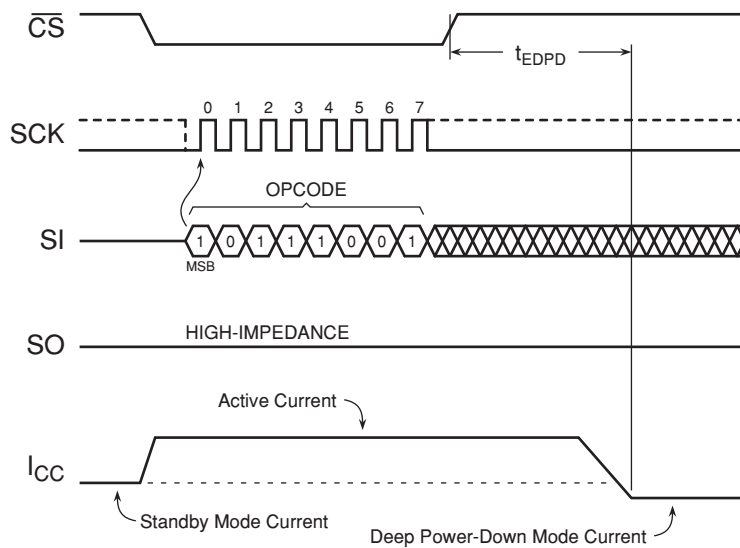 CS
tEDPD
0 1 2 3 4 5 6 7
SCK
OPCODE
SI
1 0 1 1 1 0 0 1
MSB
HIGH-IMPEDANCE
SO
Active Current
ICC
Standby Mode Current
Deep Power-Down Mode Current